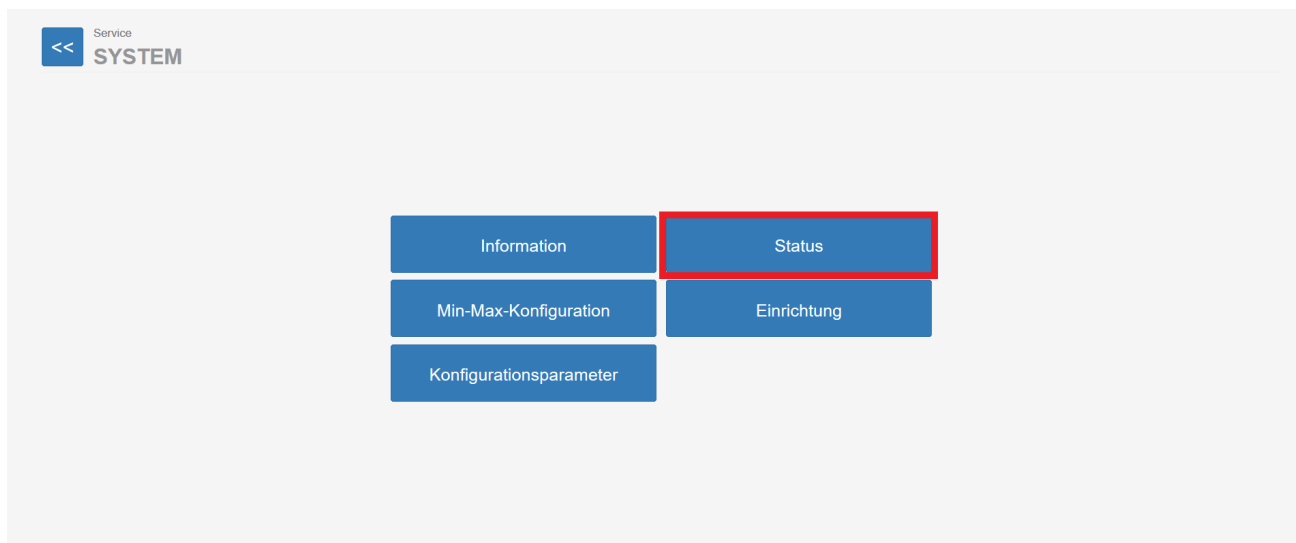 <<
Service
SYSTEM
Information
Status
Min-Max-Konfiguration
Einrichtung
Konfigurationsparameter